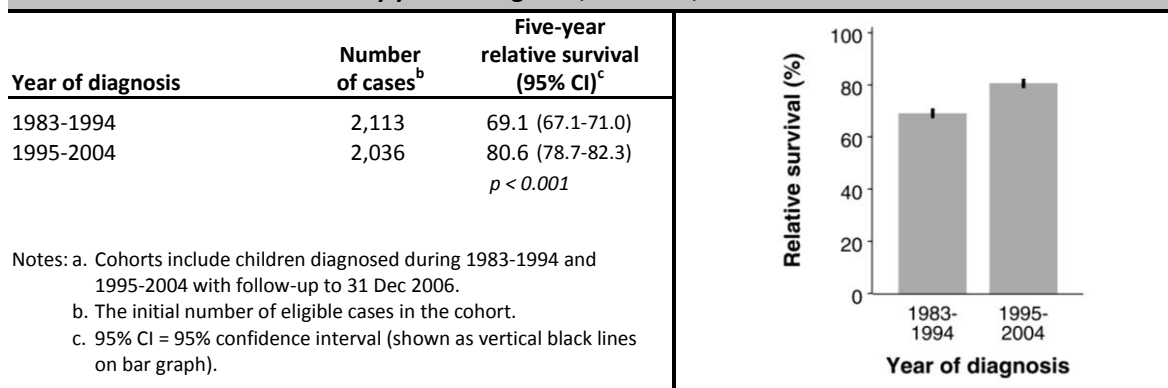 Year of diagnosis
Number
of casesb
Five-year
relative survival
(95% CI)c
1983-1994 2,113 69.1 (67.1-71.0)
1995-2004 2,036 80.6 (78.7-82.3)
p < 0.001
Notes: a. Cohorts include children diagnosed during 1983-1994 and
1995-2004 with follow-up to 31 Dec 2006.
b. The initial number of eligible cases in the cohort.
c. 95% CI = 95% confidence interval (shown as vertical black lines
on bar graph).
Relative survival (%)
100
80
60
40
20
0
1983-
1994
1995-
2004
Year of diagnosis